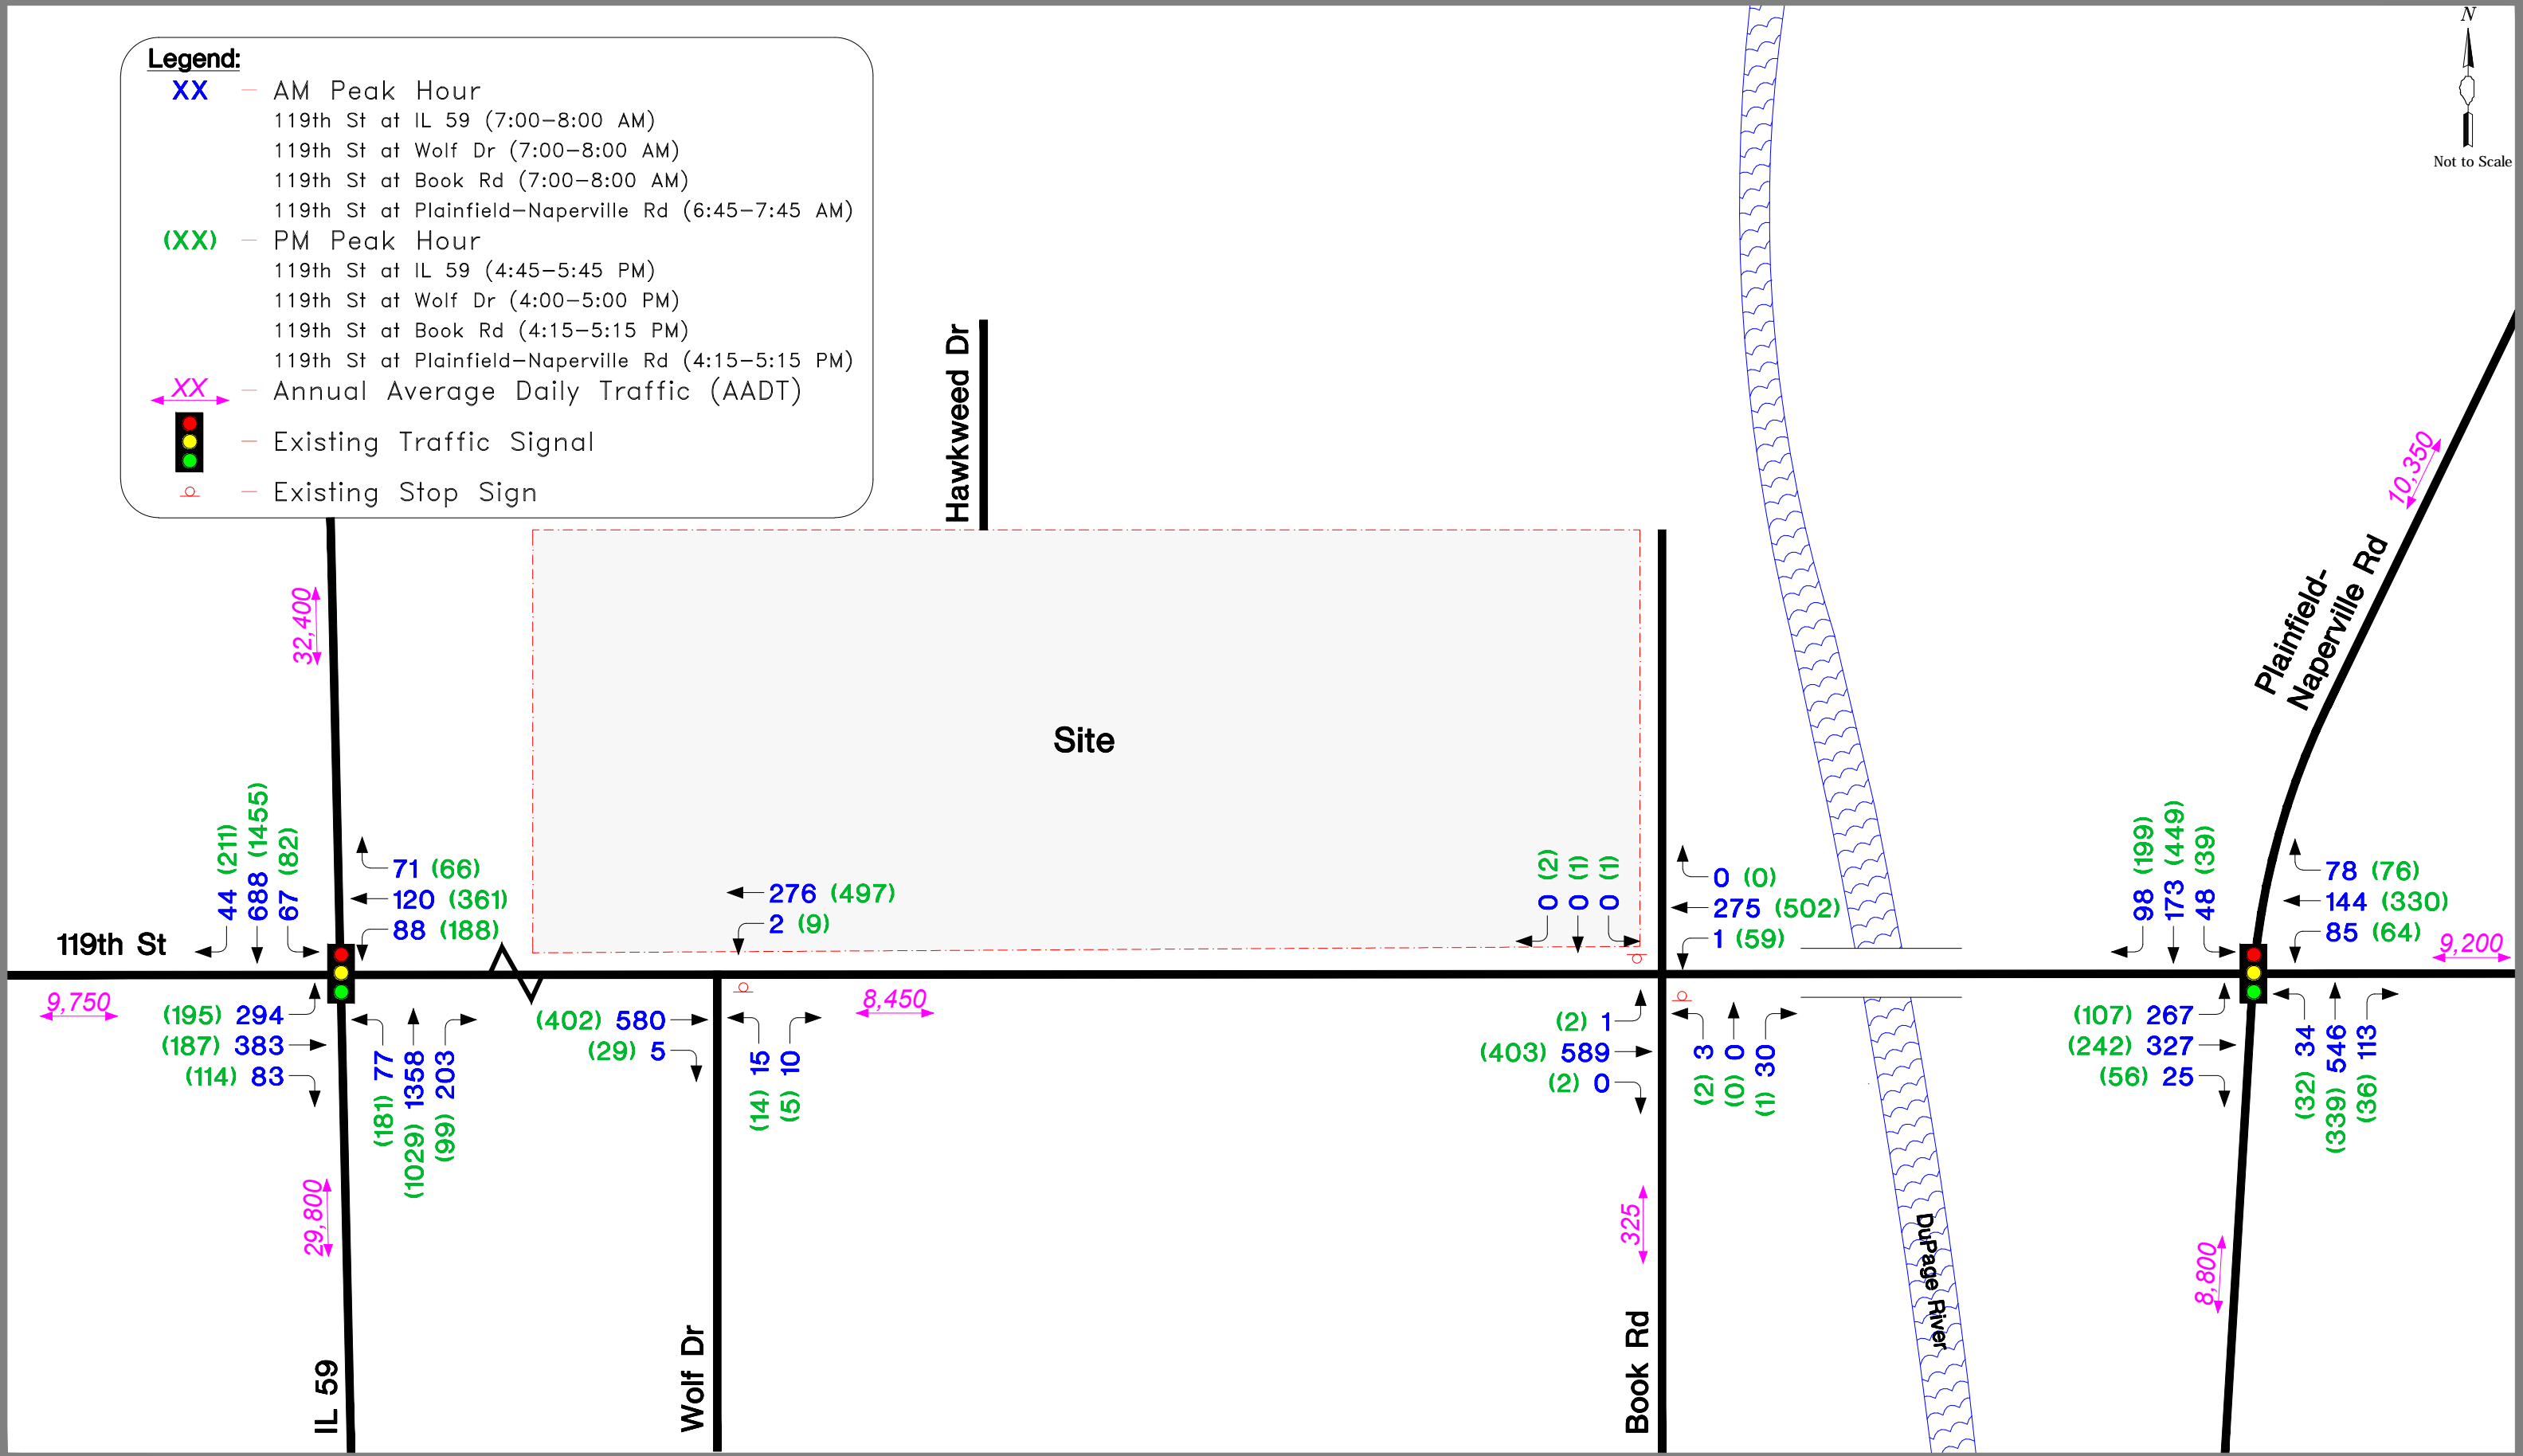 Legend:
XX — AM Peak Hour
119th St at IL 59 (7:00–8:00 AM)
119th St at Wolf Dr (7:00–8:00 AM)
119th St at Book Rd (7:00–8:00 AM)
119th St at Plainfield–Naperville Rd (6:45–7:45 AM)
(XX) — PM Peak Hour
119th St at IL 59 (4:45–5:45 PM)
119th St at Wolf Dr (4:00–5:00 PM)
119th St at Book Rd (4:15–5:15 PM)
119th St at Plainfield–Naperville Rd (4:15–5:15 PM)
XX — Annual Average Daily Traffic (AADT)
— Existing Traffic Signal
— Existing Stop Sign
N
Not to Scale
Hawkweed Dr
10,350
Plainfield-
Naperville Rd
32,400
Site
44 (211)
688 (1455)
67 (82)
71 (66)
120 (361)
88 (188)
119th St
9,750
(195) 294
(187) 383
(114) 83
(181) 77
(1029) 1358
(99) 203
29,800
IL 59
276 (497)
2 (9)
(402) 580
(29) 5
(14) 15
(5) 10
8,450
Wolf Dr
0 (2)
0 (1)
0 (1)
0 (0)
275 (502)
1 (59)
(2) 1
(403) 589
(2) 0
(2) 3
(0) 0
(1) 30
325
Book Rd
DuPage River
98 (199)
173 (449)
48 (39)
78 (76)
144 (330)
85 (64)
9,200
(107) 267
(242) 327
(56) 25
(32) 34
(339) 546
(36) 113
8,800